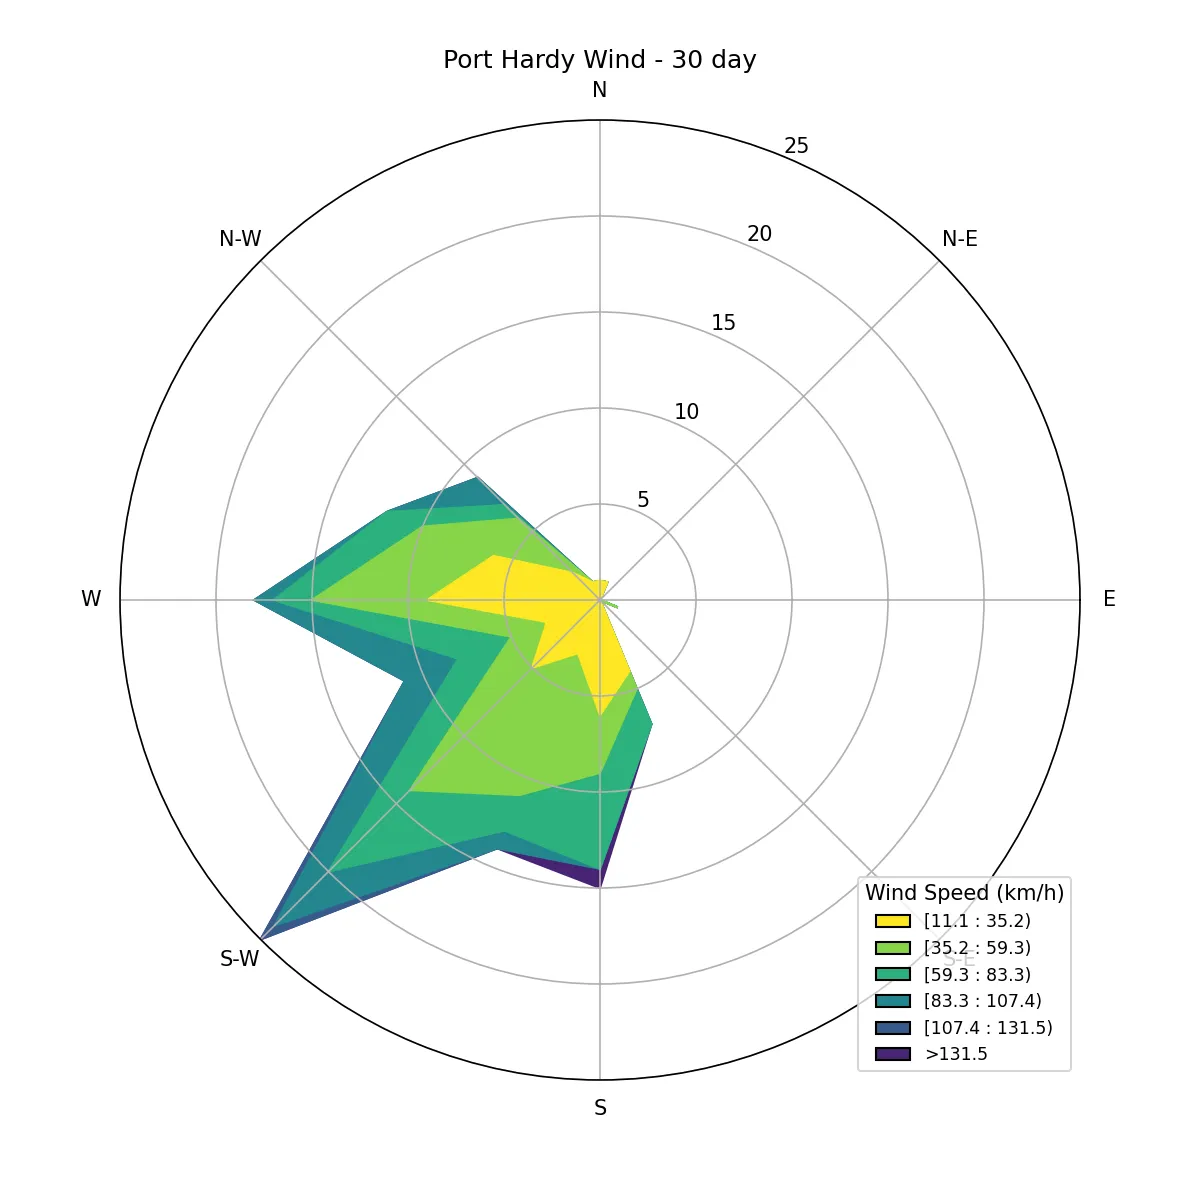 Port Hardy Wind - 30 day
N
25
N-W
N-E
20
15
10
5
W
E
S-W
S-E
Wind Speed (km/h)
[11.1 : 35.2)
[35.2 : 59.3)
[59.3 : 83.3)
[83.3 : 107.4)
[107.4 : 131.5)
>131.5
S